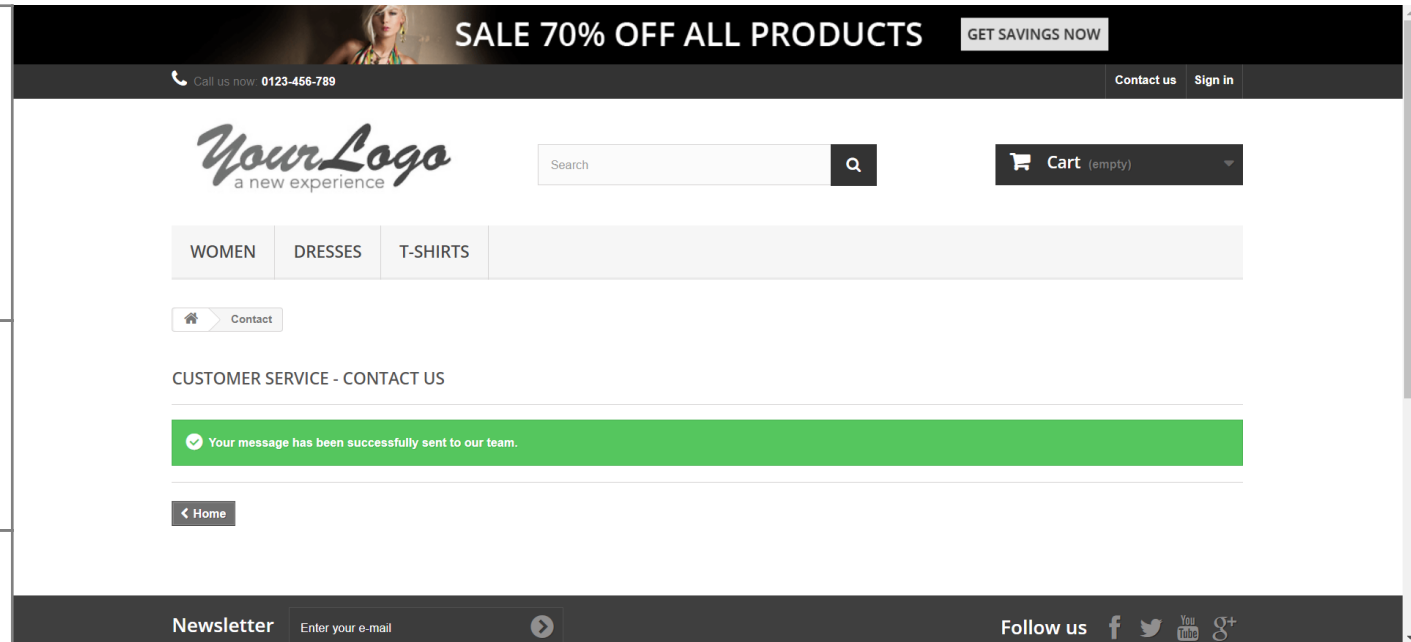 SALE 70% OFF ALL PRODUCTS GET SAVINGS NOW
Call us now: 0123-456-789 Contact us Sign in
YourLogo
a new experience
Search
Cart (empty)
WOMEN DRESSES T-SHIRTS
Contact
CUSTOMER SERVICE - CONTACT US
Your message has been successfully sent to our team.
Home
Newsletter Enter your e-mail Follow us f You Tube g+